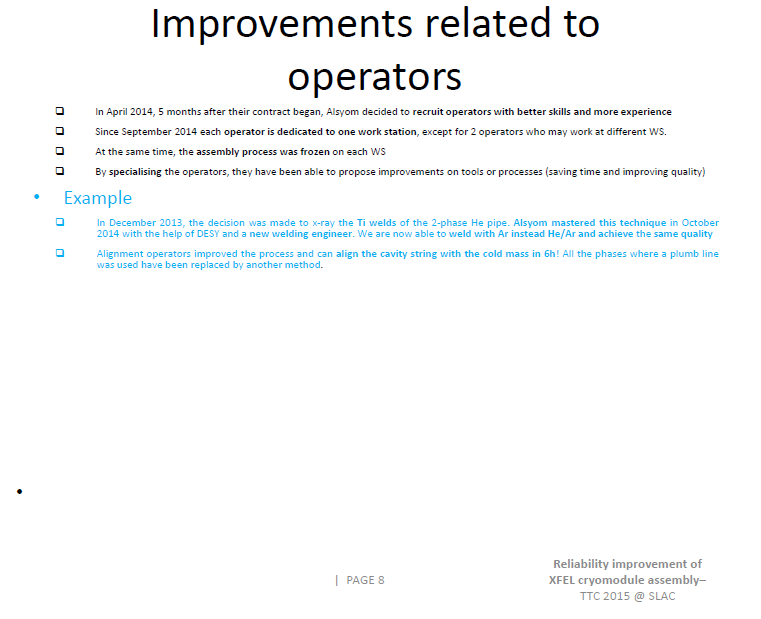 Improvements related to
operators
In April 2014, 5 months after their contract began, Alsyom decided to recruit operators with better skills and more experience
Since September 2014 each operator is dedicated to one work station, except for 2 operators who may work at different WS.
At the same time, the assembly process was frozen on each WS
By specialising the operators, they have been able to propose improvements on tools or processes (saving time and improving quality)
• Example
In December 2013, the decision was made to x-ray the Ti welds of the 2-phase He pipe. Alsyom mastered this technique in October
2014 with the help of DESY and a new welding engineer. We are now able to weld with Ar instead He/Ar and achieve the same quality
Alignment operators improved the process and can align the cavity string with the cold mass in 6h! All the phases where a plumb line
was used have been replaced by another method.
•
| PAGE 8
Reliability improvement of
XFEL cryomodule assembly–
TTC 2015 @ SLAC